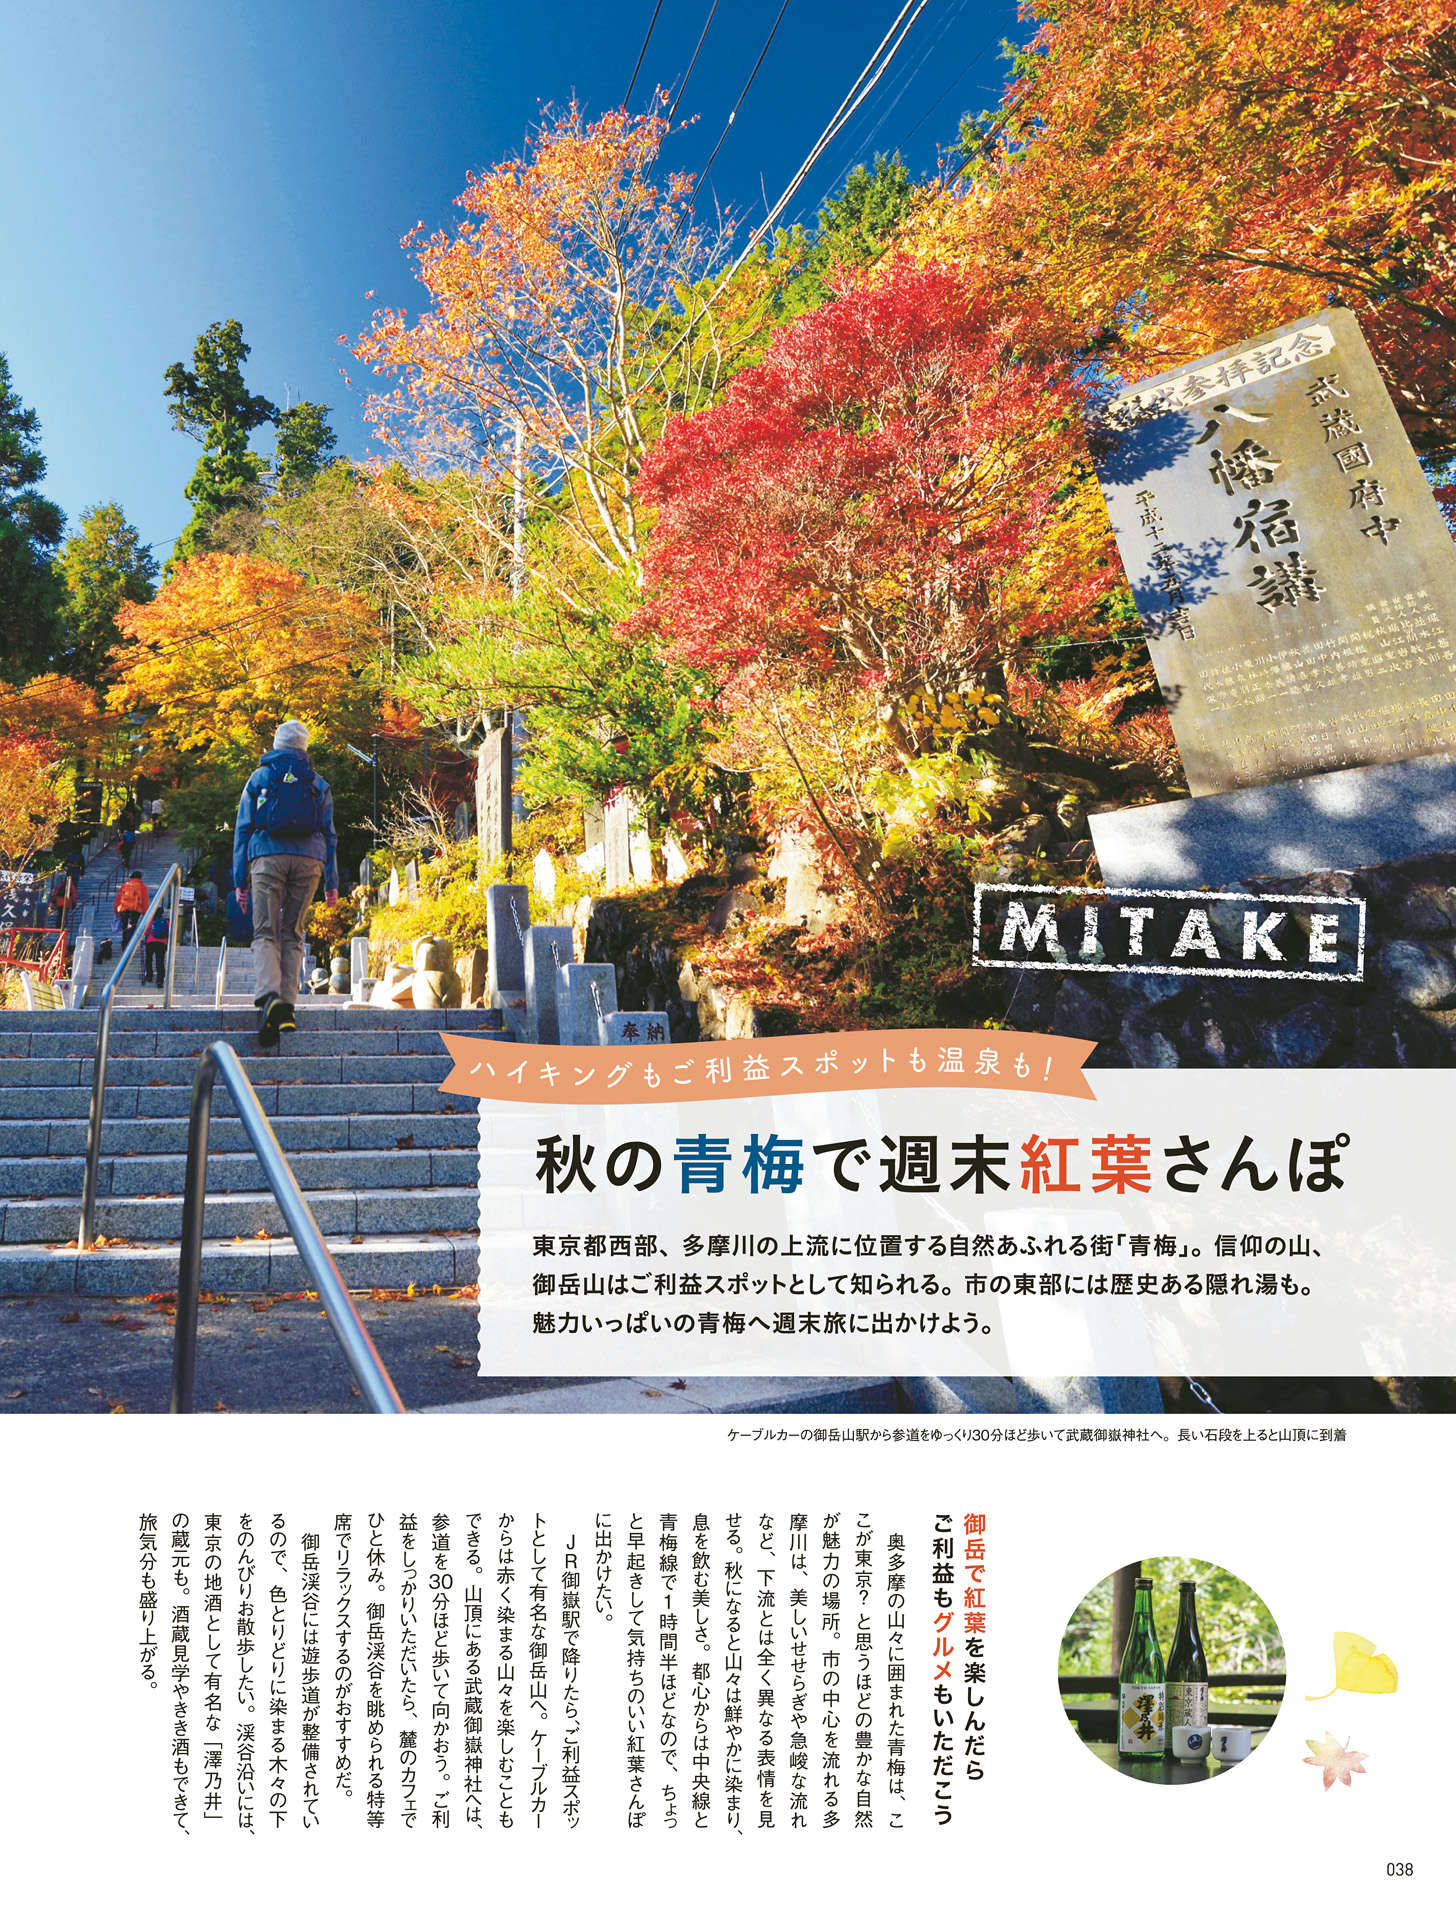 代参拝記念
武蔵國府中
八幡宿講
平成十二年五月吉日
MITAKE
奉納
ハイキングもご利益スポットも温泉も!
秋の青梅で週末紅葉さんぽ
東京都西部、多摩川の上流に位置する自然あふれる街「青梅」。信仰の山、
御岳山はご利益スポットとして知られる。市の東部には歴史ある隠れ湯も。
魅力いっぱいの青梅へ週末旅に出かけよう。
ケーブルカーの御岳山駅から参道をゆっくり30分ほど歩いて武蔵御嶽神社へ。長い石段を上ると山頂に到着
御岳で紅葉を楽しんだら
ご利益もグルメもいただこう
奥多摩の山々に囲まれた青梅は、こ
こが東京?と思うほどの豊かな自然
が魅力の場所。市の中心を流れる多
摩川は、美しいせせらぎや急峻な流れ
など、下流とは全く異なる表情を見
せる。秋になると山々は鮮やかに染まり、
息を飲む美しさ。都心からは中央線と
青梅線で1時間半ほどなので、ちょっ
と早起きして気持ちのいい紅葉さんぽ
に出かけたい。
JR御嶽駅で降りたら、ご利益スポッ
トとして有名な御岳山へ。ケーブルカー
からは赤く染まる山々を楽しむことも
できる。山頂にある武蔵御嶽神社へは、
参道を30分ほど歩いて向かおう。ご利
益をしっかりいただいたら、麓のカフェで
ひと休み。御岳渓谷を眺められる特等
席でリラックスするのがおすすめだ。
御岳渓谷には遊歩道が整備されてい
るので、色とりどりに染まる木々の下
をのんびりお散歩したい。渓谷沿いには、
東京の地酒として有名な「澤乃井」
の蔵元も。酒蔵見学やきき酒もできて、
旅気分も盛り上がる。
澤乃井
東京蔵人
038